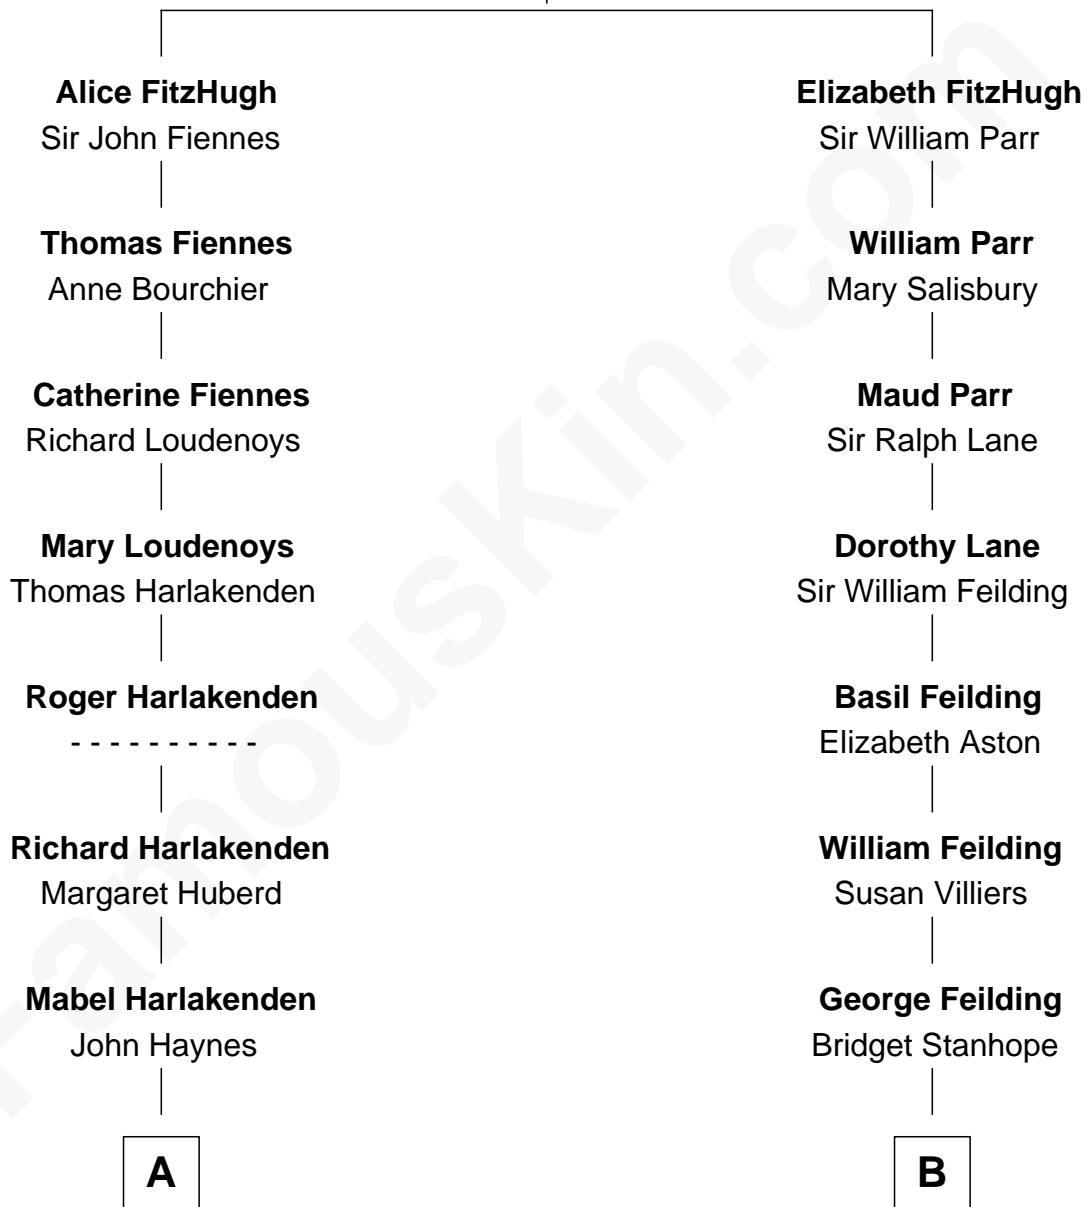 Alice FitzHugh
Sir John Fiennes
Elizabeth FitzHugh
Sir William Parr
Thomas Fiennes
Anne Bourchier
William Parr
Mary Salisbury
Catherine Fiennes
Richard Loudenoys
Maud Parr
Sir Ralph Lane
Mary Loudenoys
Thomas Harlakenden
Dorothy Lane
Sir William Feilding
Roger Harlakenden
- - - - - - - - - -
Basil Feilding
Elizabeth Aston
Richard Harlakenden
Margaret Huberd
William Feilding
Susan Villiers
Mabel Harlakenden
John Haynes
George Feilding
Bridget Stanhope
A
B
FamousKin.com